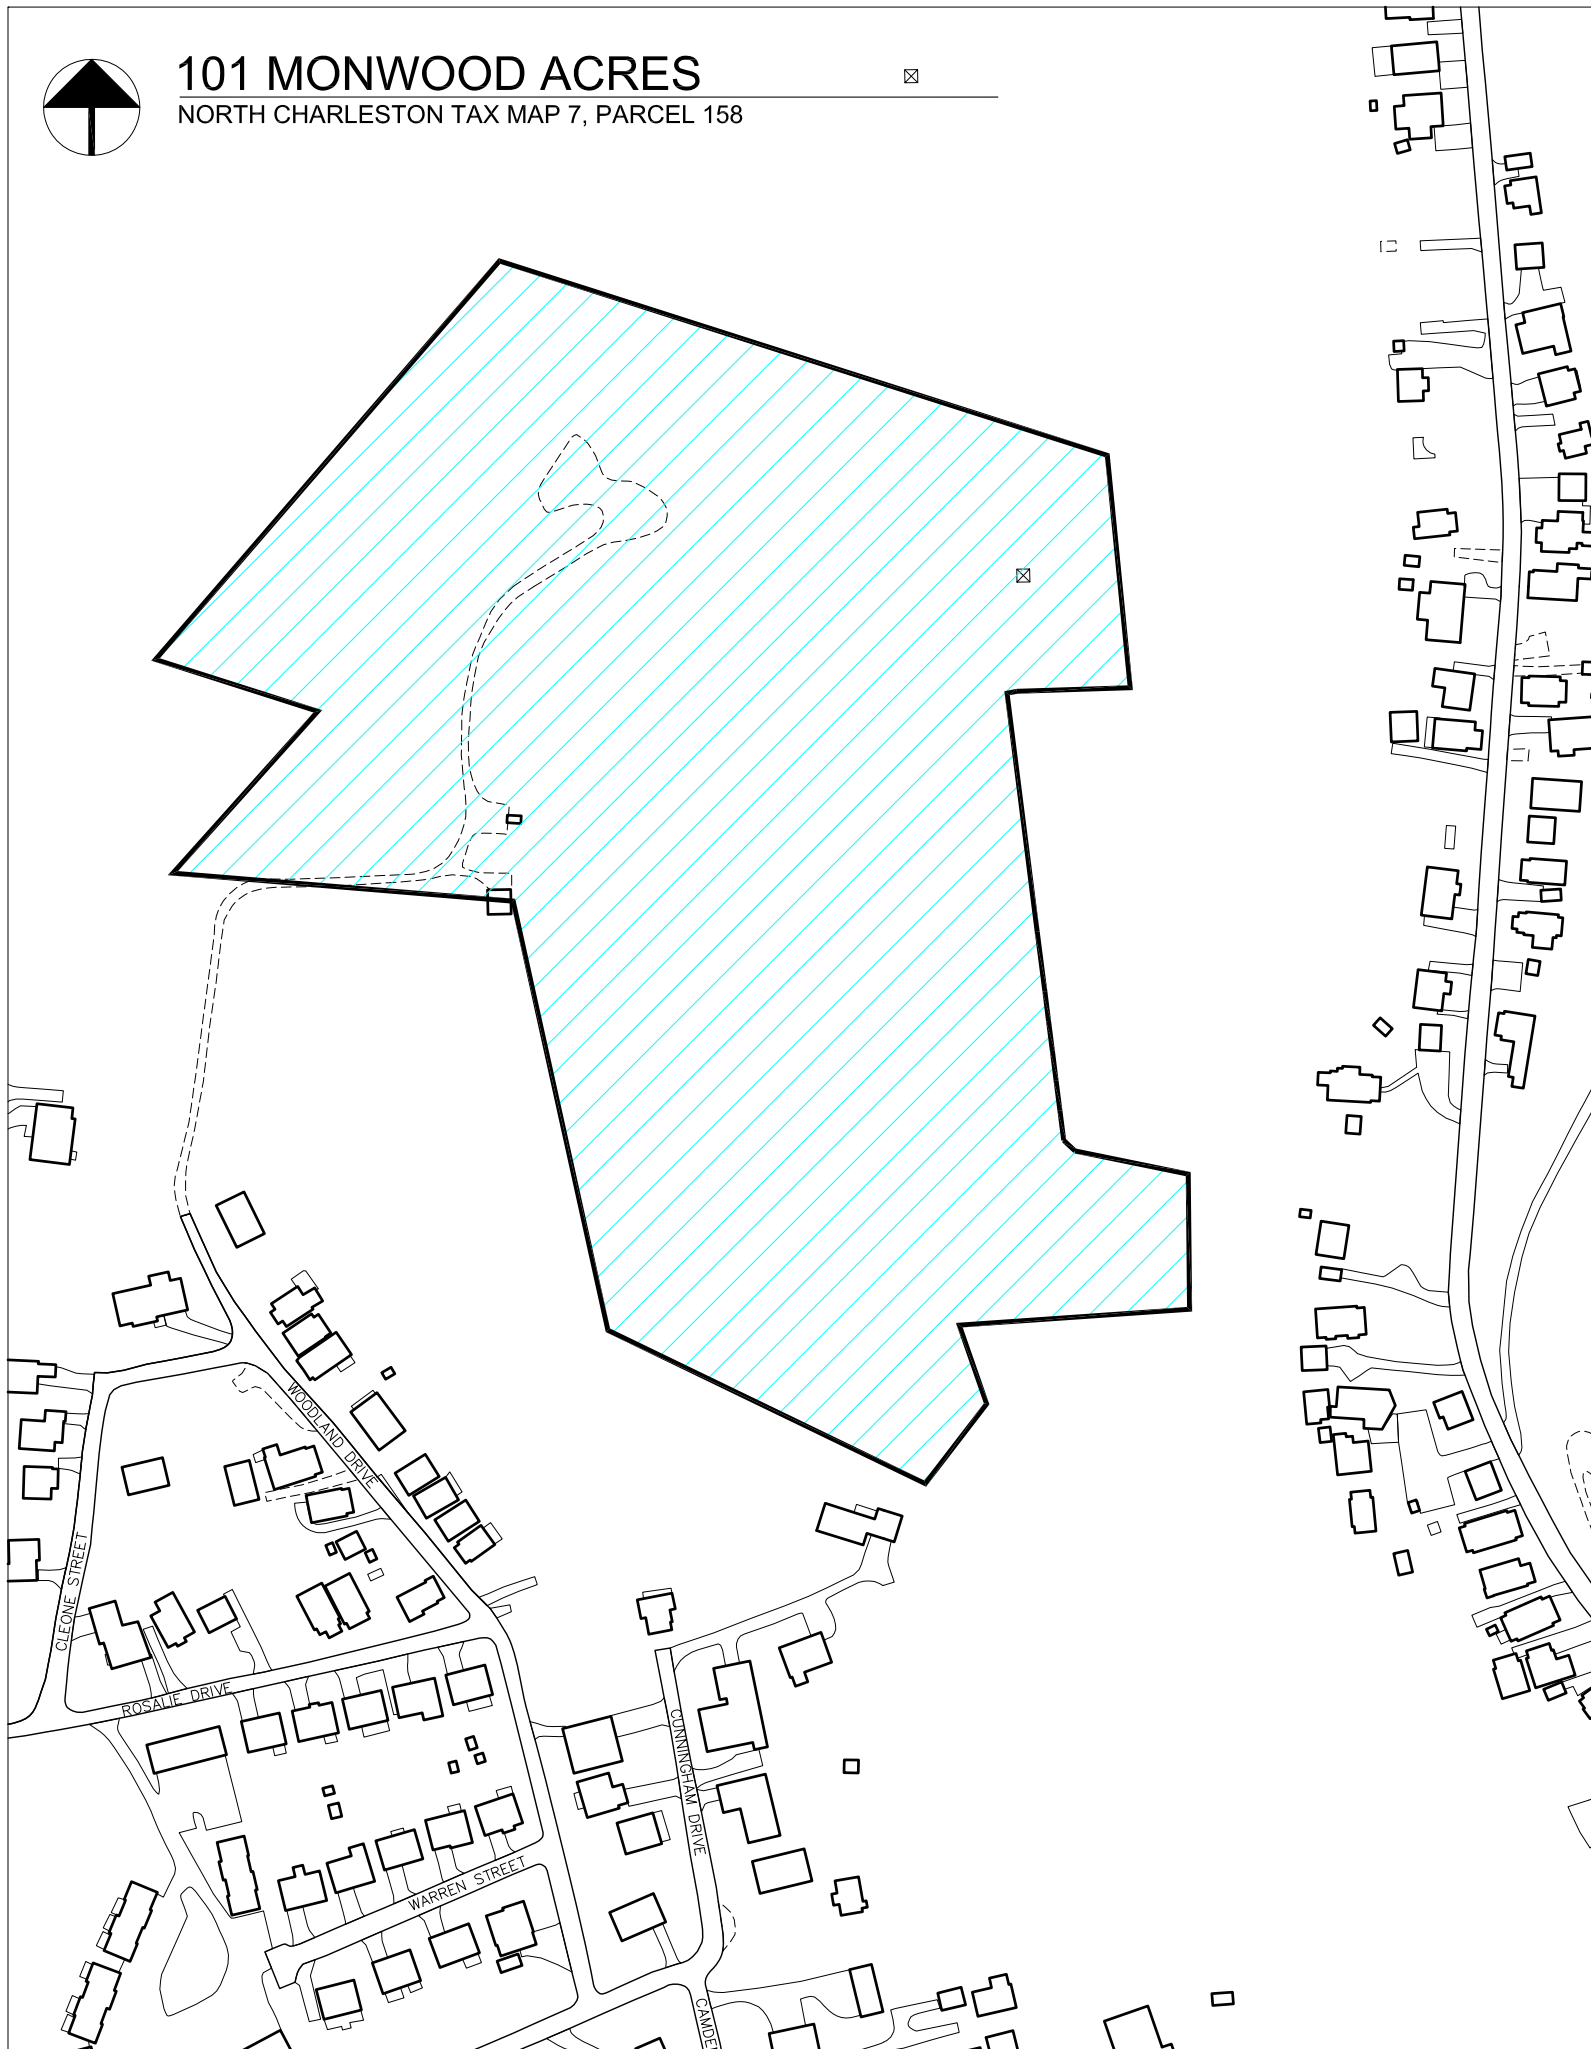 101 MONWOOD ACRES
NORTH CHARLESTON TAX MAP 7, PARCEL 158
WOODLAND DRIVE
CLEONE STREET
ROSALIE DRIVE
CUNNINGHAM DRIVE
WARREN STREET
CAMDE